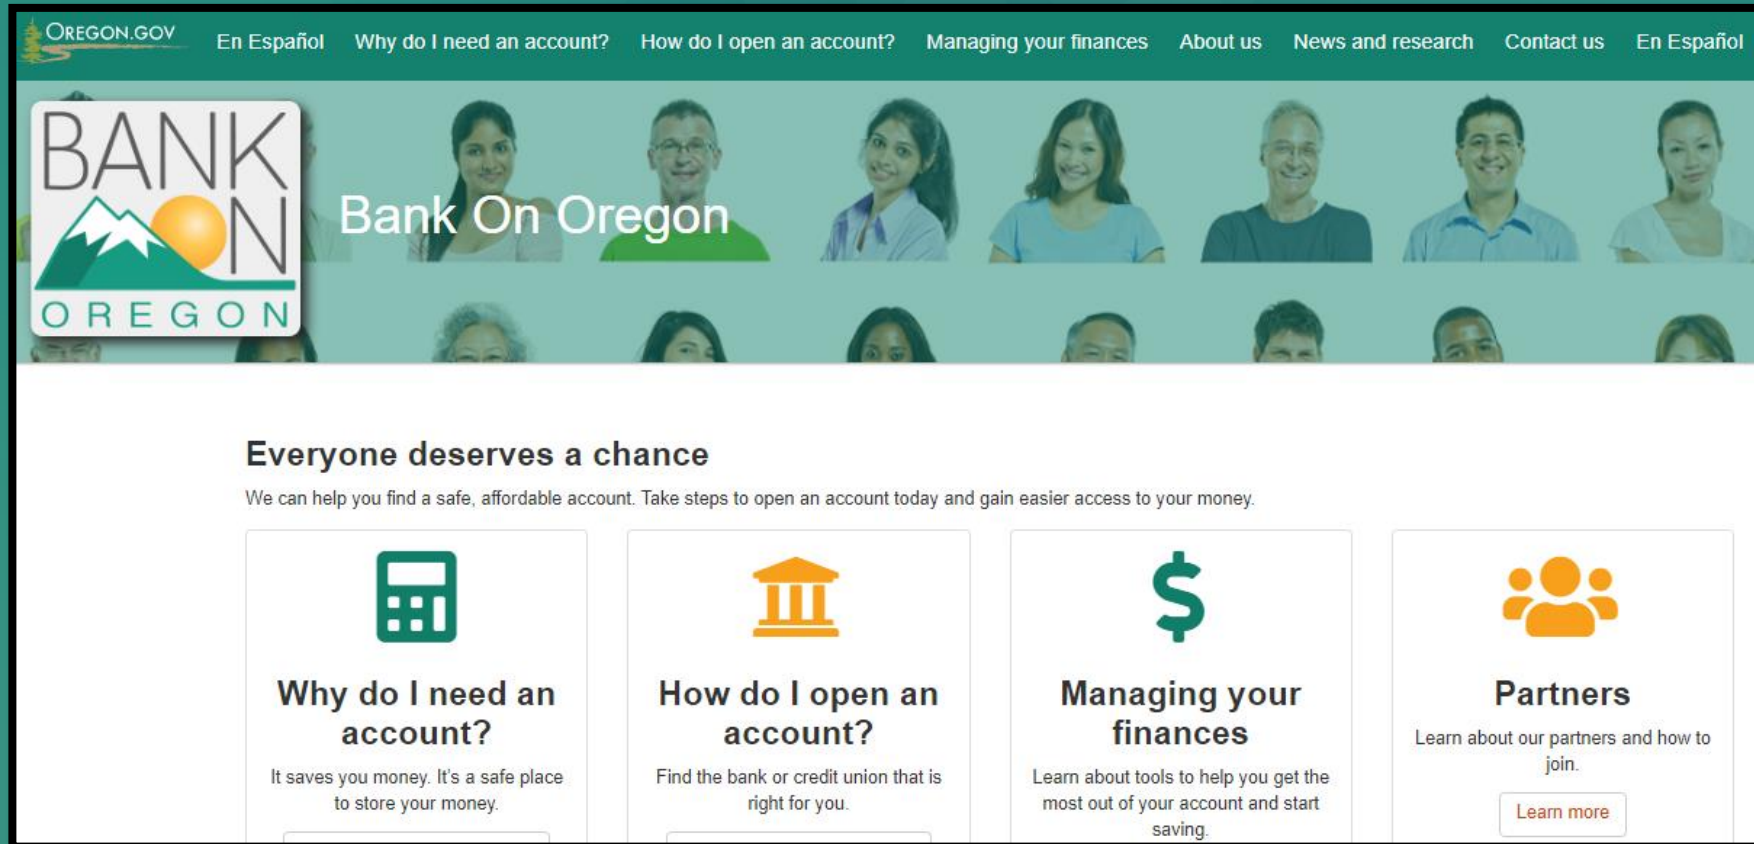 OREGON.GOV
En Español Why do I need an account? How do I open an account? Managing your finances About us News and research Contact us En Español
BANK
ON
OREGON
Bank On Oregon
Everyone deserves a chance
We can help you find a safe, affordable account. Take steps to open an account today and gain easier access to your money.
Why do I need an
account?
It saves you money. It's a safe place
to store your money.
How do I open an
account?
Find the bank or credit union that is
right for you.
Managing your
finances
Learn about tools to help you get the
most out of your account and start
saving.
Partners
Learn about our partners and how to
join.
Learn more